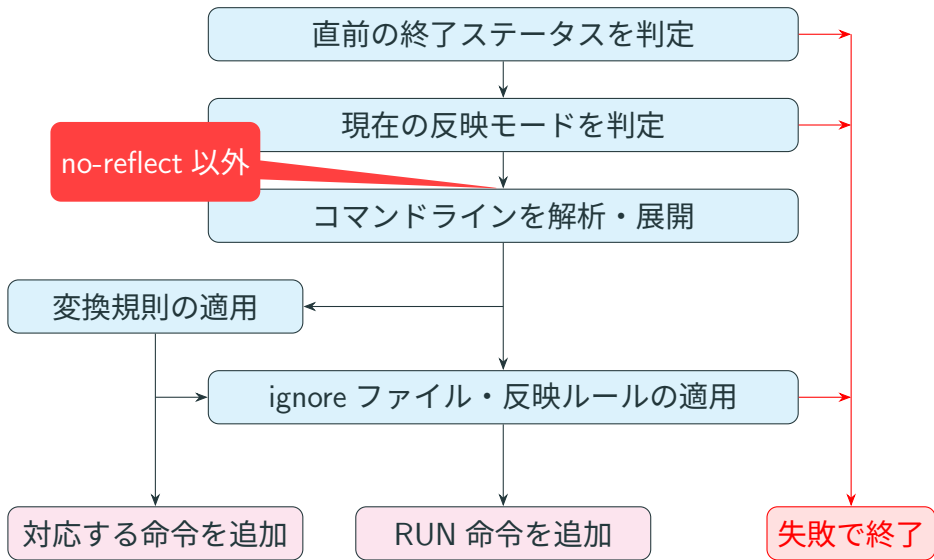 直前の終了ステータスを判定
現在の反映モードを判定
no-reflect 以外
コマンドラインを解析・展開
変換規則の適用
ignore ファイル・反映ルールの適用
対応する命令を追加
RUN 命令を追加
失敗で終了